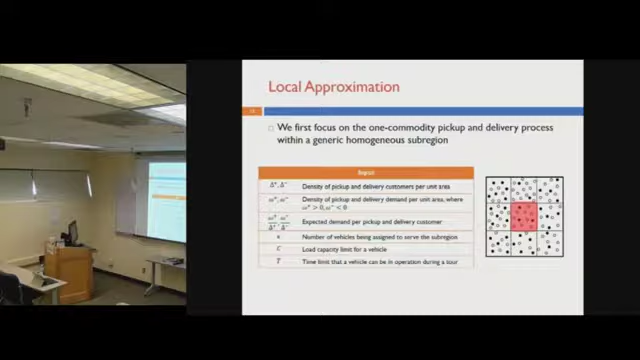 Local Approximation
We first focus on the one-commodity pickup and delivery process
within a generic homogeneous subregion
Input
Δ⁺, Δ⁻ Density of pickup and delivery customers per unit area
ω⁺, ω⁻ Density of pickup and delivery demand per unit area, where
ω⁺ > 0, ω⁻ < 0
ω⁺/Δ⁺, ω⁻/Δ⁻ Expected demand per pickup and delivery customer
Number of vehicles being assigned to serve the subregion
C Load capacity limit for a vehicle
T Time limit that a vehicle can be in operation during a tour